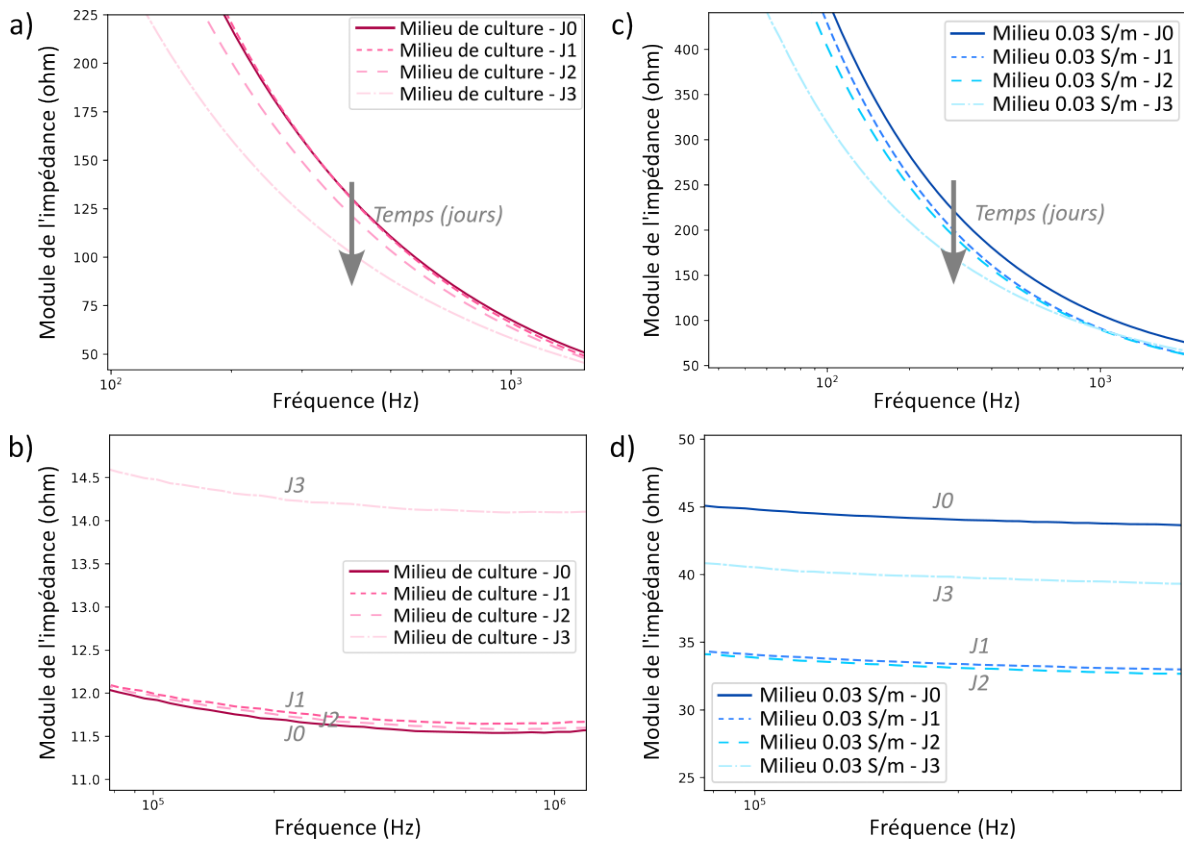 a)
225
200
175
150
125
100
75
50
Module de l'impédance (ohm)
Milieu de culture - J0
Milieu de culture - J1
Milieu de culture - J2
Milieu de culture - J3
Temps (jours)
10²
10³
Fréquence (Hz)
c)
400
350
300
250
200
150
100
50
Module de l'impédance (ohm)
Milieu 0.03 S/m - J0
Milieu 0.03 S/m - J1
Milieu 0.03 S/m - J2
Milieu 0.03 S/m - J3
Temps (jours)
10²
10³
Fréquence (Hz)
b)
14.5
14.0
13.5
13.0
12.5
12.0
11.5
11.0
Module de l'impédance (ohm)
J3
Milieu de culture - J0
Milieu de culture - J1
Milieu de culture - J2
Milieu de culture - J3
J1
J2
J0
10⁵
10⁶
Fréquence (Hz)
d)
50
45
40
35
30
25
Module de l'impédance (ohm)
J0
J3
J1
J2
Milieu 0.03 S/m - J0
Milieu 0.03 S/m - J1
Milieu 0.03 S/m - J2
Milieu 0.03 S/m - J3
10⁵
Fréquence (Hz)